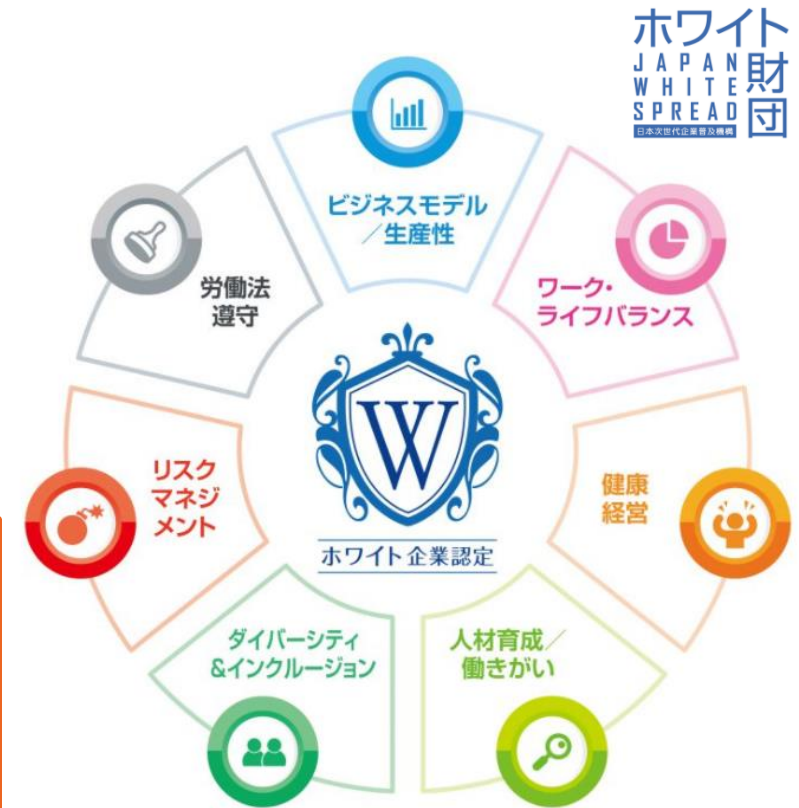 ホワイト
財団
JAPAN
WHITE
SPREAD
日本次世代企業普及機構
ビジネスモデル
／生産性
ワーク・
ライフバランス
健康
経営
人材育成／
働きがい
ダイバーシティ
&インクルージョン
リスク
マネジ
メント
労働法
遵守
W
ホワイト企業認定